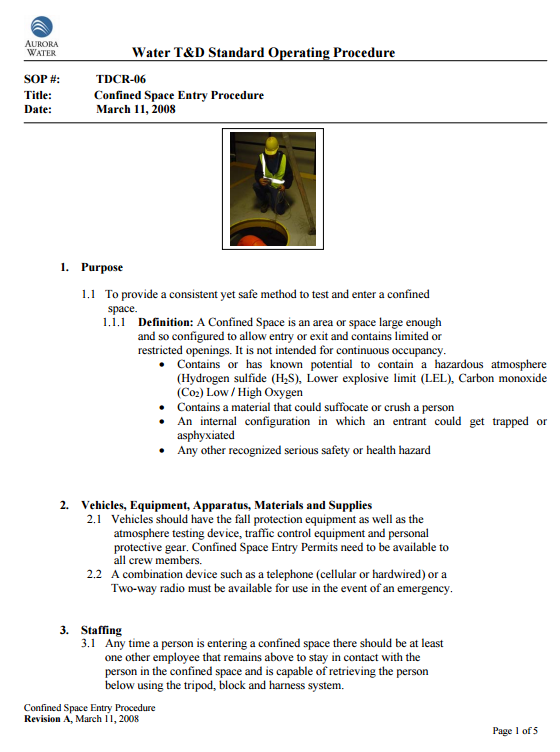 AURORA
WATER
Water T&D Standard Operating Procedure
SOP #: TDCR-06
Title: Confined Space Entry Procedure
Date: March 11, 2008
1. Purpose
1.1 To provide a consistent yet safe method to test and enter a confined
space.
1.1.1 Definition: A Confined Space is an area or space large enough
and so configured to allow entry or exit and contains limited or
restricted openings. It is not intended for continuous occupancy.
• Contains or has known potential to contain a hazardous atmosphere
(Hydrogen sulfide (H₂S), Lower explosive limit (LEL), Carbon monoxide
(Co₂) Low / High Oxygen
• Contains a material that could suffocate or crush a person
• An internal configuration in which an entrant could get trapped or
asphyxiated
• Any other recognized serious safety or health hazard
2. Vehicles, Equipment, Apparatus, Materials and Supplies
2.1 Vehicles should have the fall protection equipment as well as the
atmosphere testing device, traffic control equipment and personal
protective gear. Confined Space Entry Permits need to be available to
all crew members.
2.2 A combination device such as a telephone (cellular or hardwired) or a
Two-way radio must be available for use in the event of an emergency.
3. Staffing
3.1 Any time a person is entering a confined space there should be at least
one other employee that remains above to stay in contact with the
person in the confined space and is capable of retrieving the person
below using the tripod, block and harness system.
Confined Space Entry Procedure
Revision A, March 11, 2008
Page 1 of 5